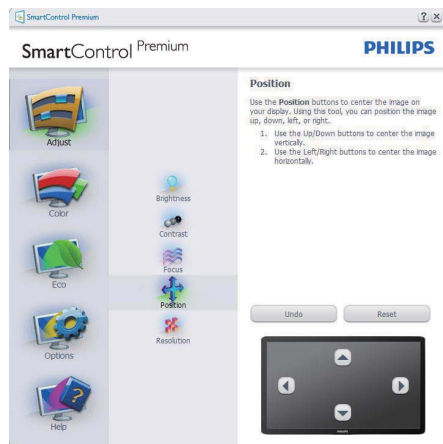 SmartControl Premium
? ×
SmartControl Premium
PHILIPS
Adjust
Color
Eco
Options
Help
Brightness
Contrast
Focus
Position
Resolution
Position
Use the Position buttons to center the image on
your display. Using this tool, you can position the image
up, down, left, or right.
1. Use the Up/Down buttons to center the image
vertically.
2. Use the Left/Right buttons to center the image
horizontally.
Undo
Reset
PHILIPS